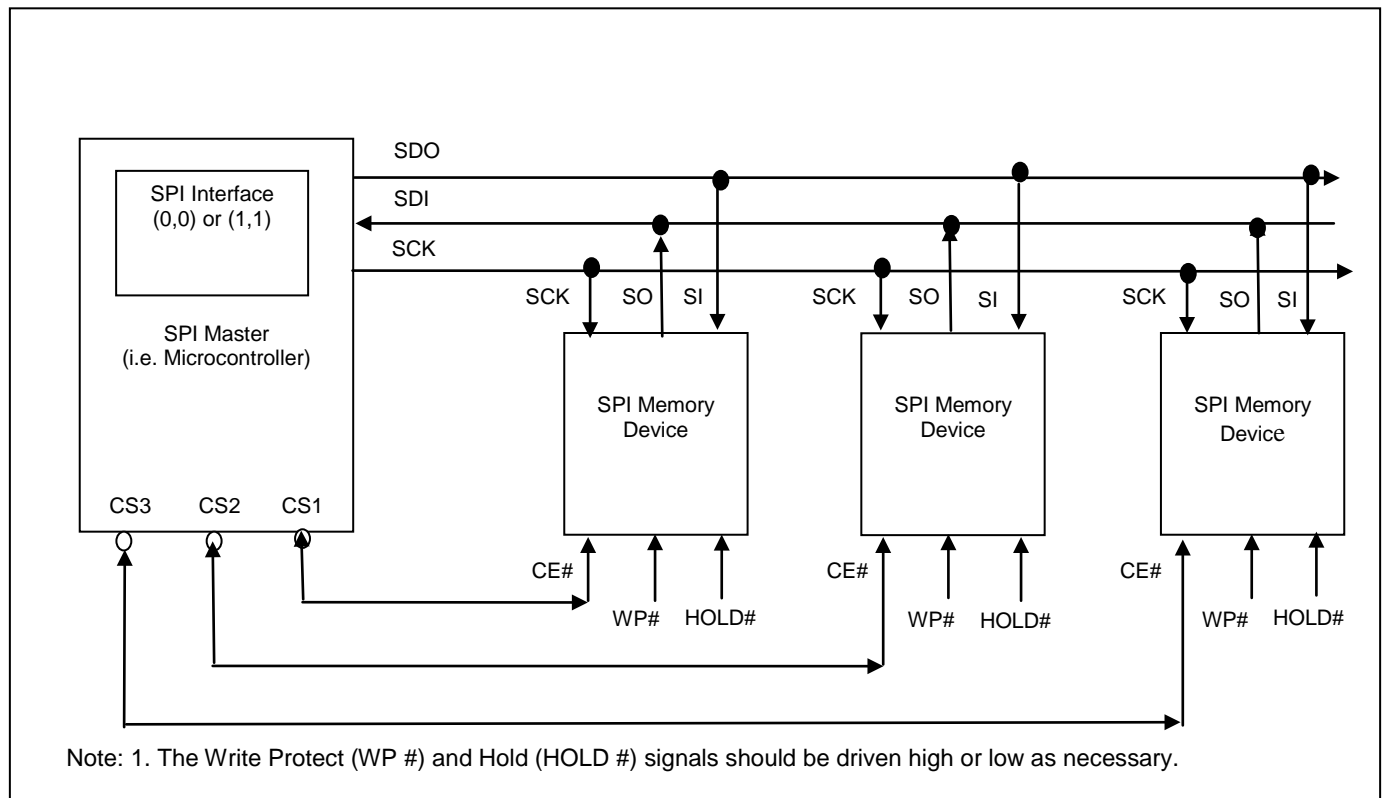 SDO
SPI Interface
(0,0) or (1,1)
SDI
SCK
SCK SO SI
SCK SO SI
SCK SO SI
SPI Master
(i.e. Microcontroller)
SPI Memory
Device
SPI Memory
Device
SPI Memory
Device
CS3 CS2 CS1
CE#
WP# HOLD#
CE#
WP# HOLD#
CE#
WP# HOLD#
Note: 1. The Write Protect (WP #) and Hold (HOLD #) signals should be driven high or low as necessary.